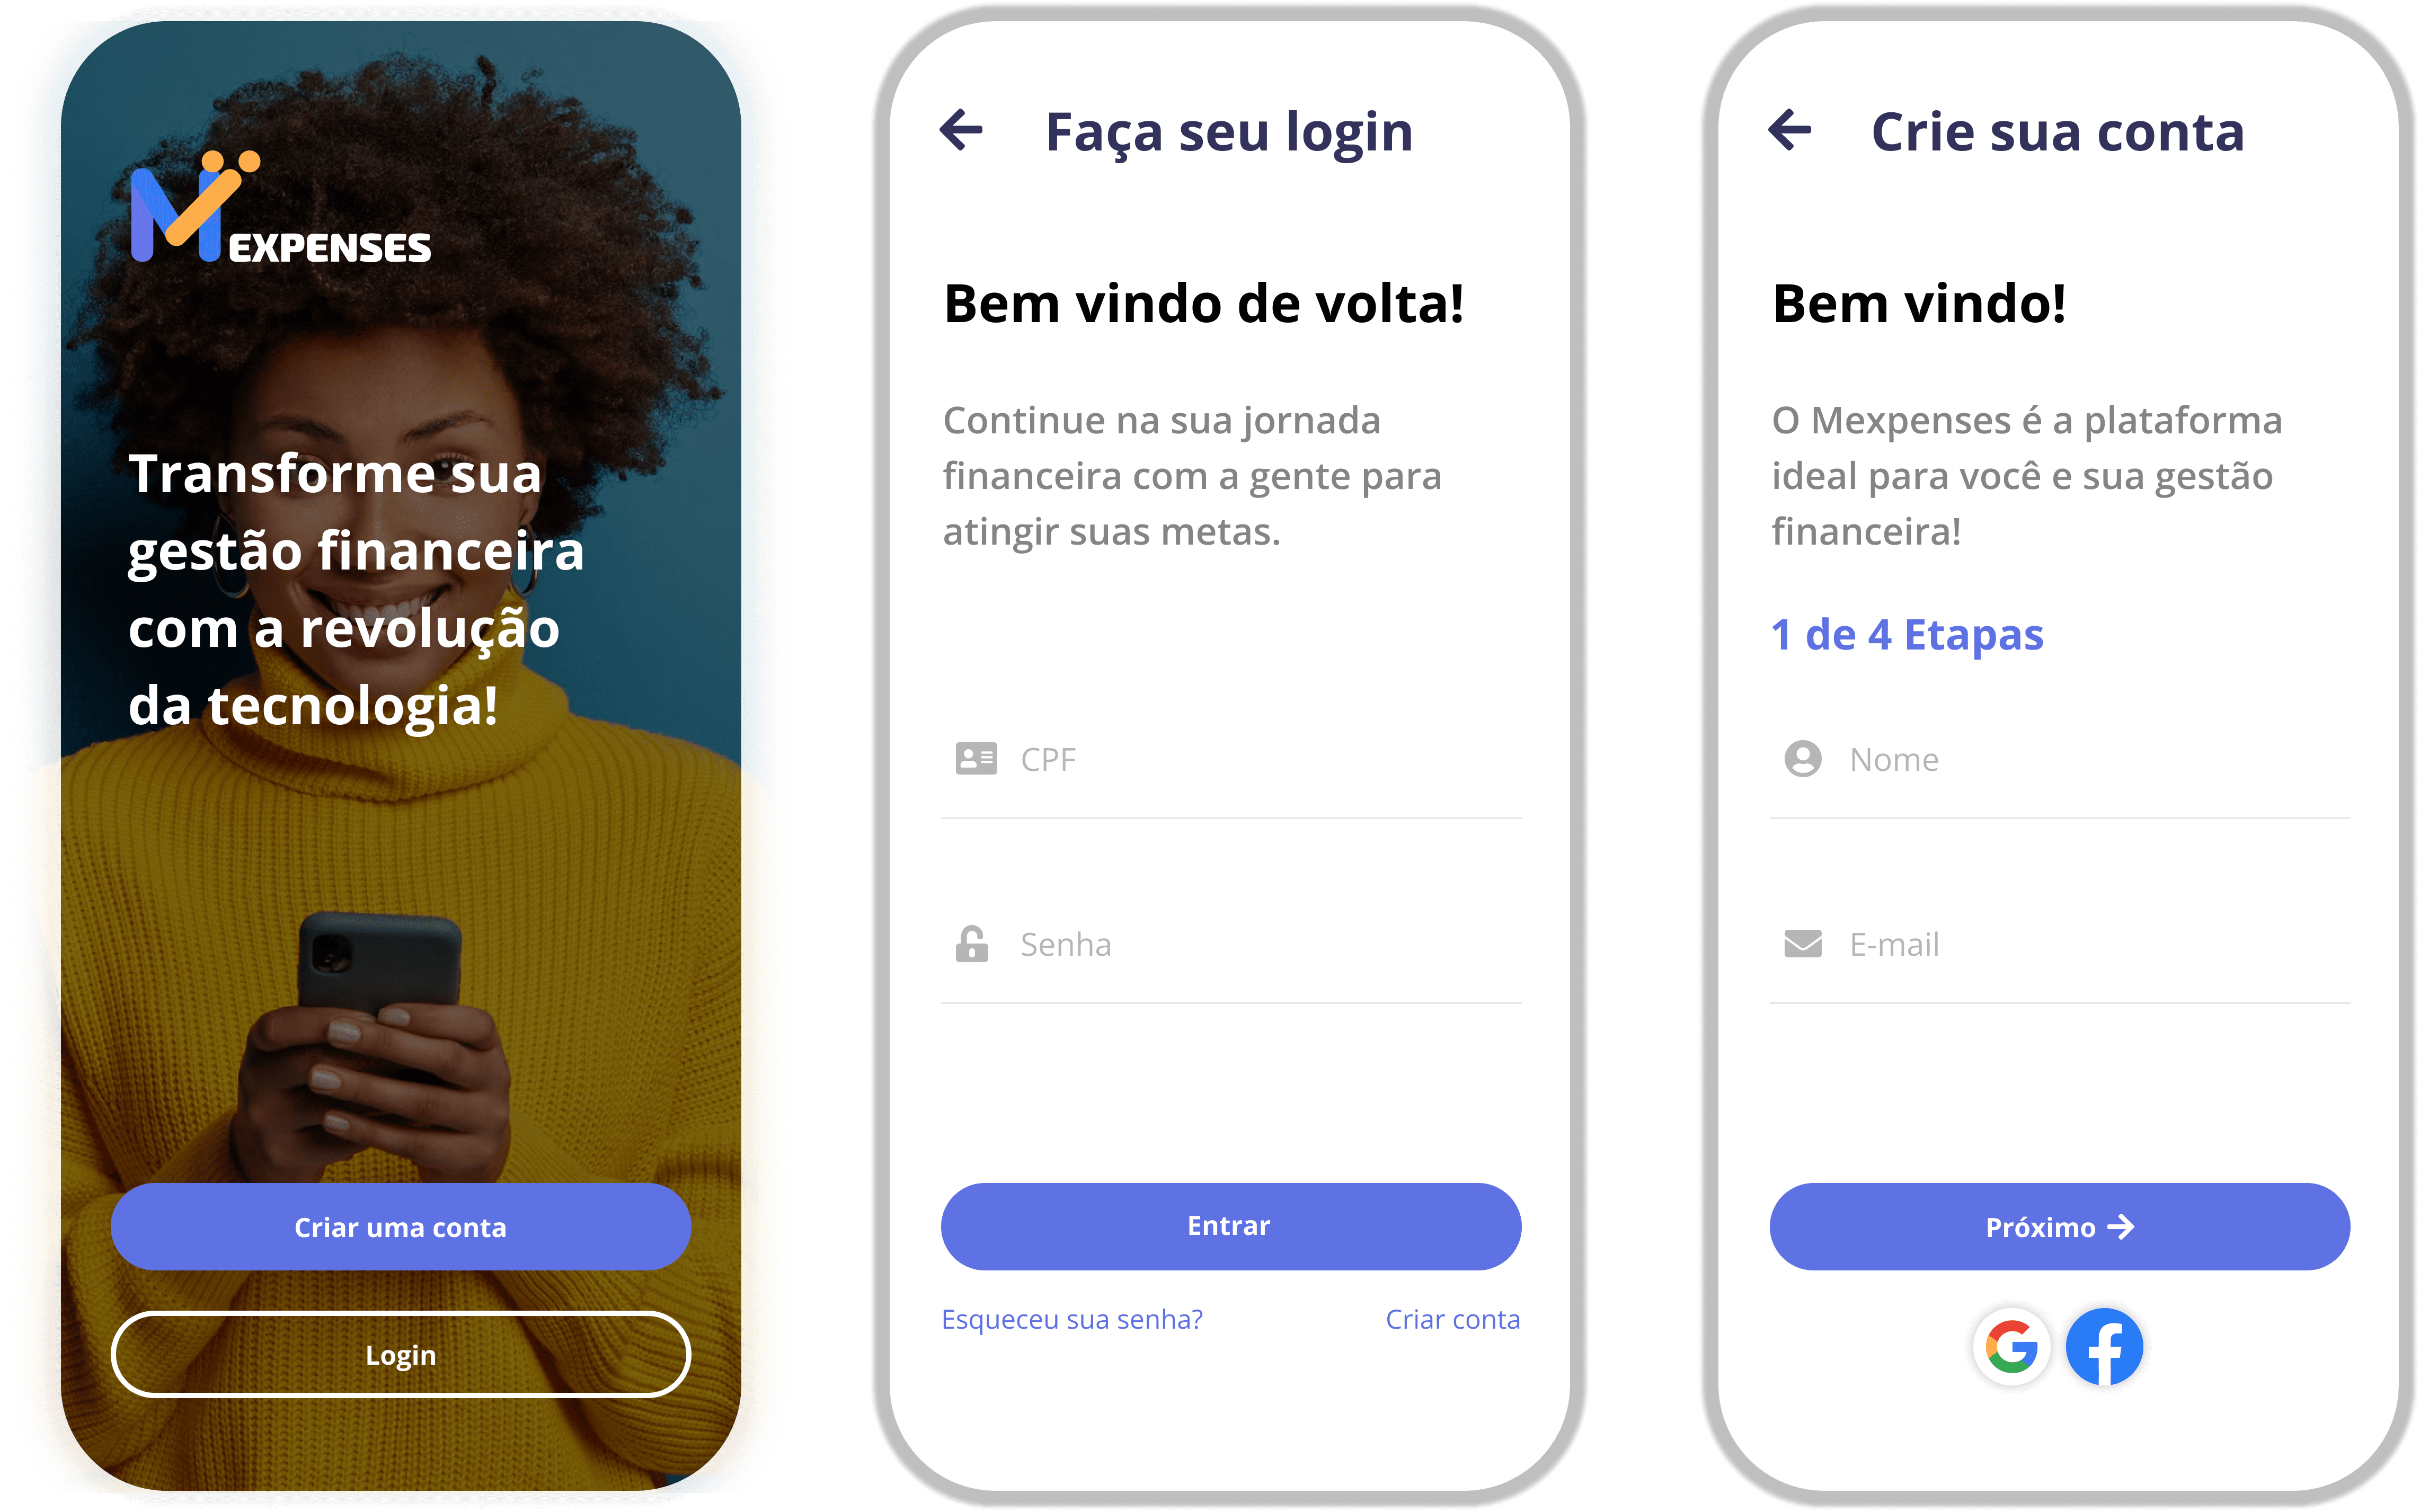 EXPENSES
Transforme sua
gestão financeira
com a revolução
da tecnologia!
Criar uma conta
Login
Faça seu login
Bem vindo de volta!
Continue na sua jornada
financeira com a gente para
atingir suas metas.
CPF
Senha
Entrar
Esqueceu sua senha?
Criar conta
Crie sua conta
Bem vindo!
O Mexpenses é a plataforma
ideal para você e sua gestão
financeira!
1 de 4 Etapas
Nome
E-mail
Próximo